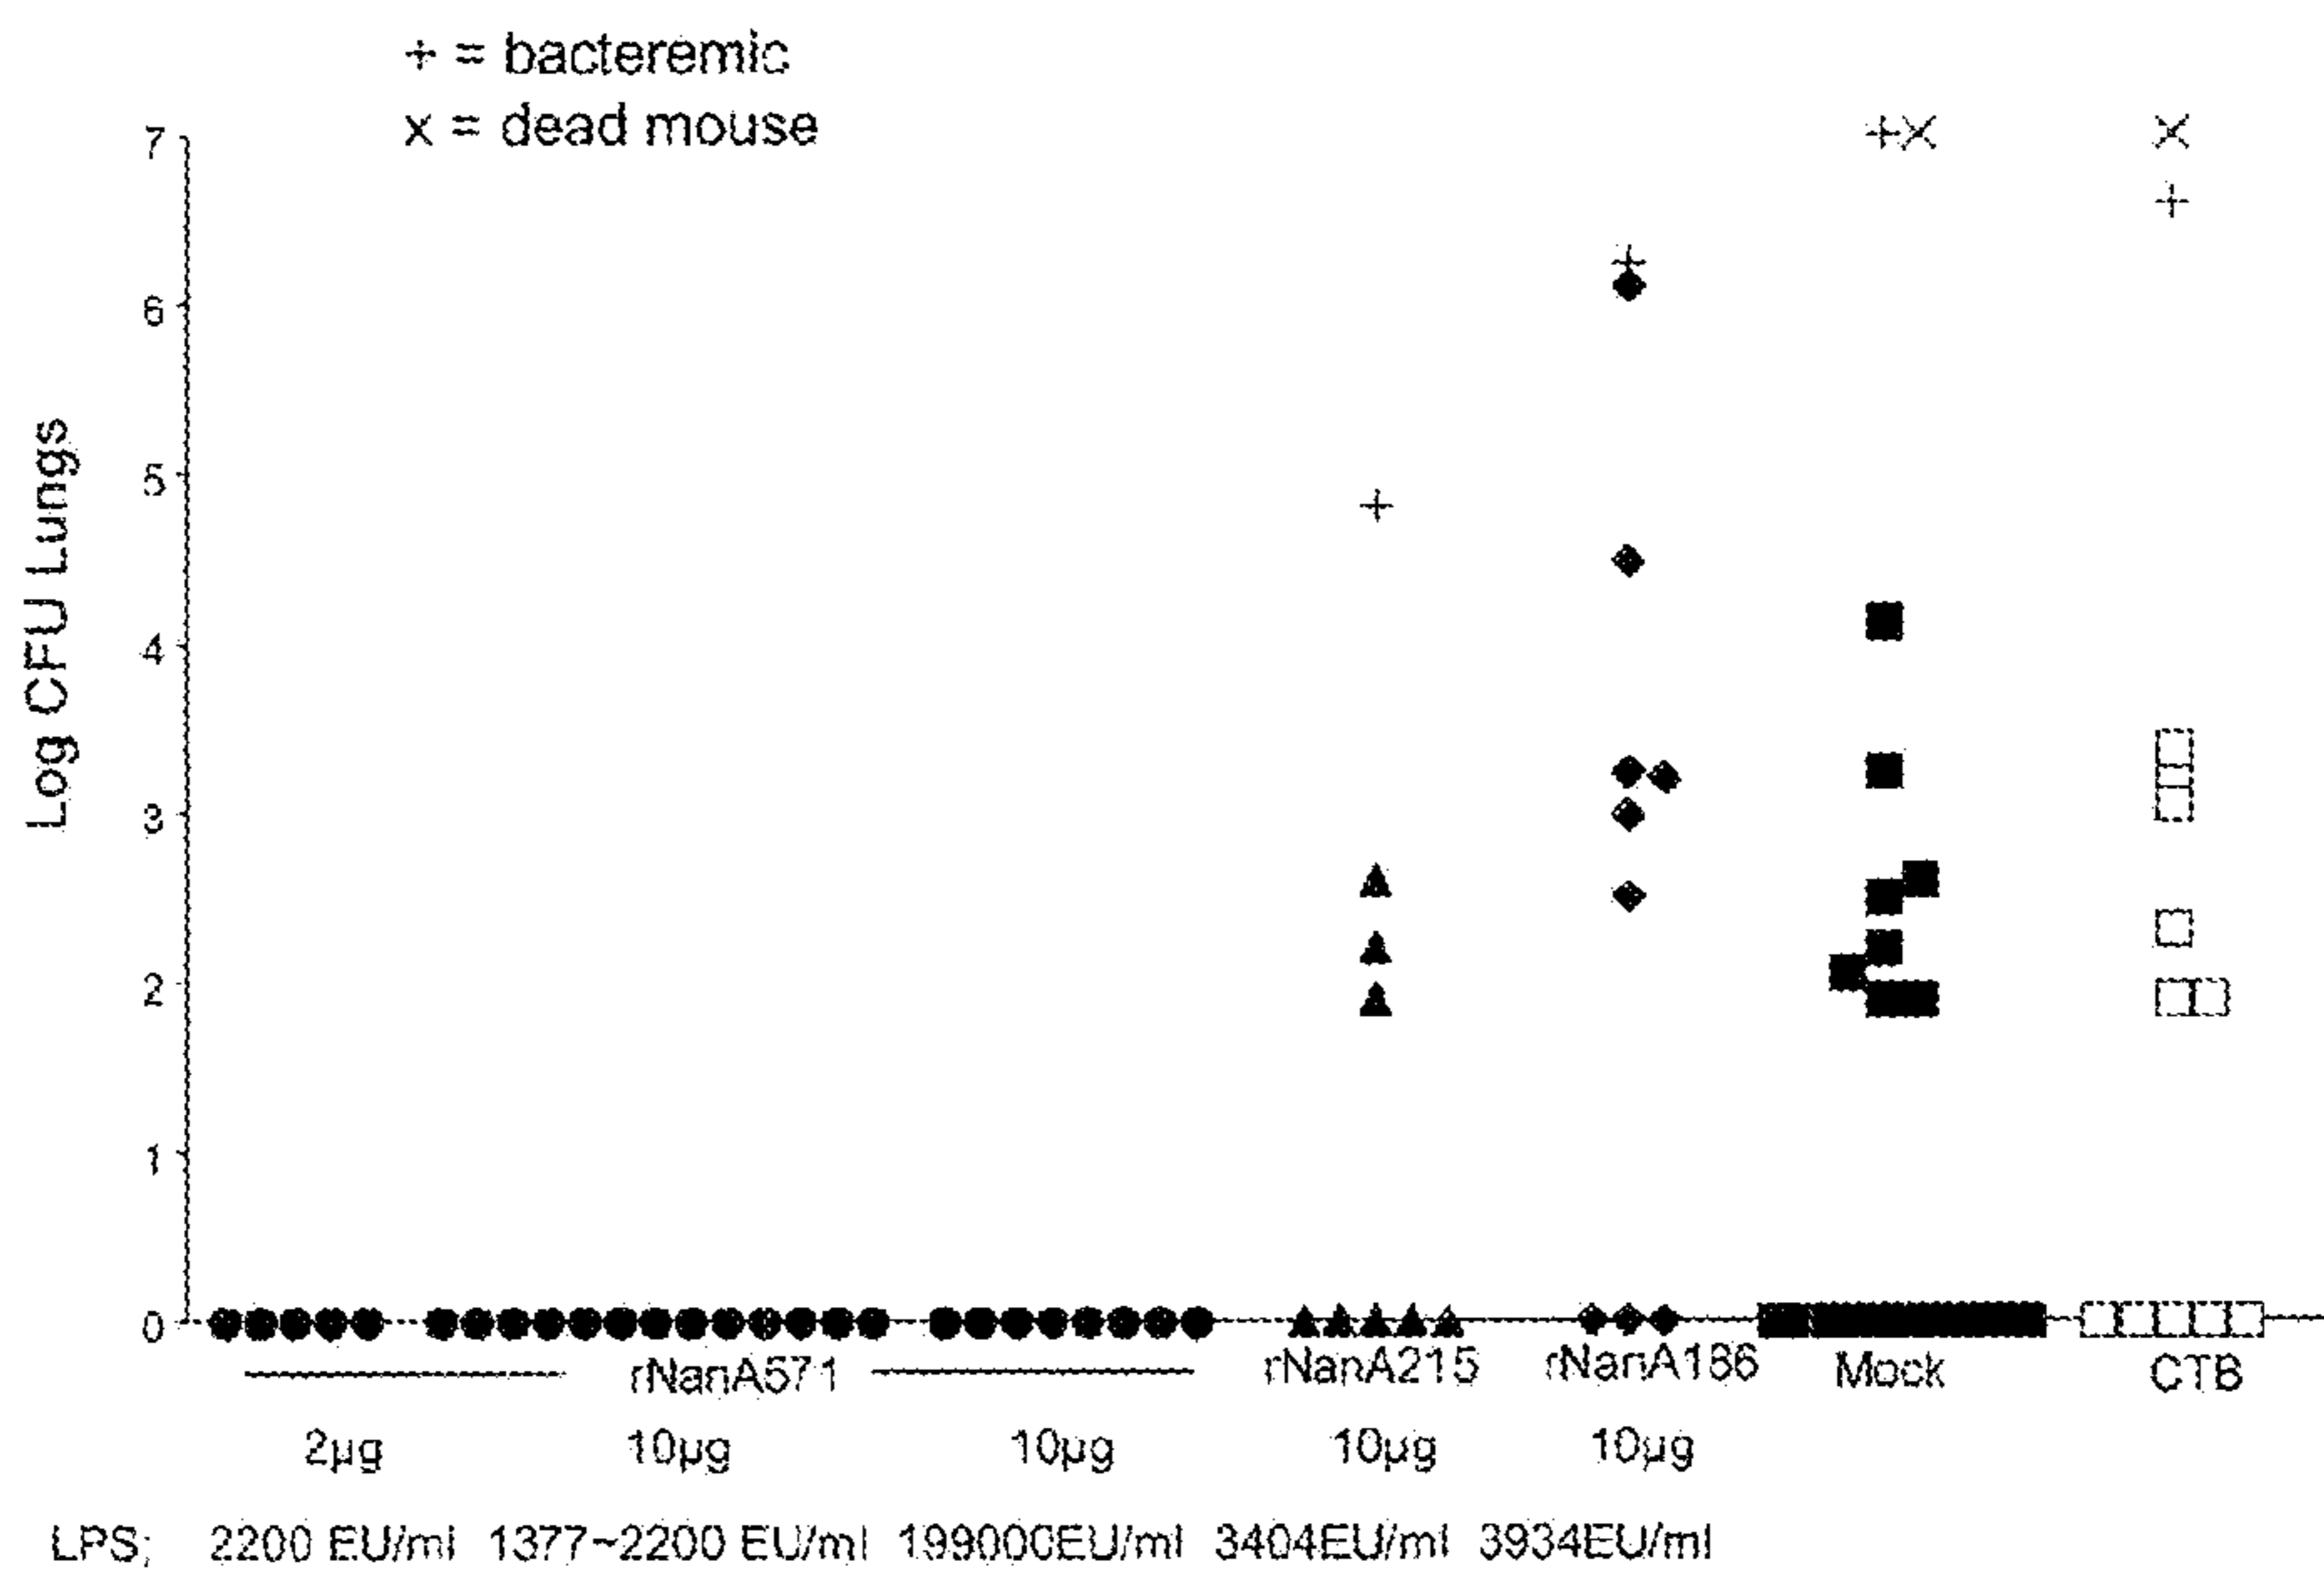 + = bacteremic
x = dead mouse
Log CFU Lungs
7
6
5
4
3
2
1
0
rNanA571 rNanA215 rNanA186 Mock CTB
2µg 10µg 10µg 10µg 10µg
LPS; 2200 EU/ml 1377~2200 EU/ml 199000EU/ml 3404EU/ml 3934EU/ml